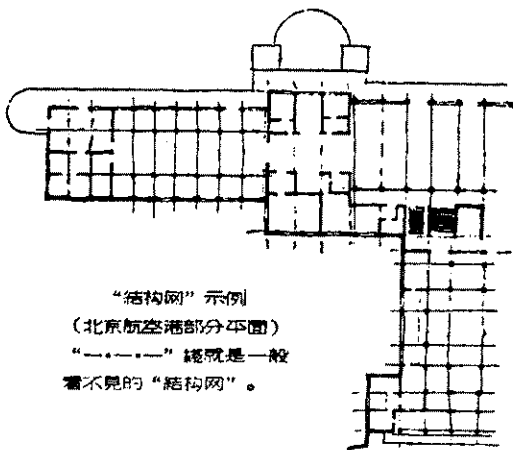 “結构网”示例
（北京航空港部分平面）
“—·—·—”綫就是一般
看不見的“結构网”。